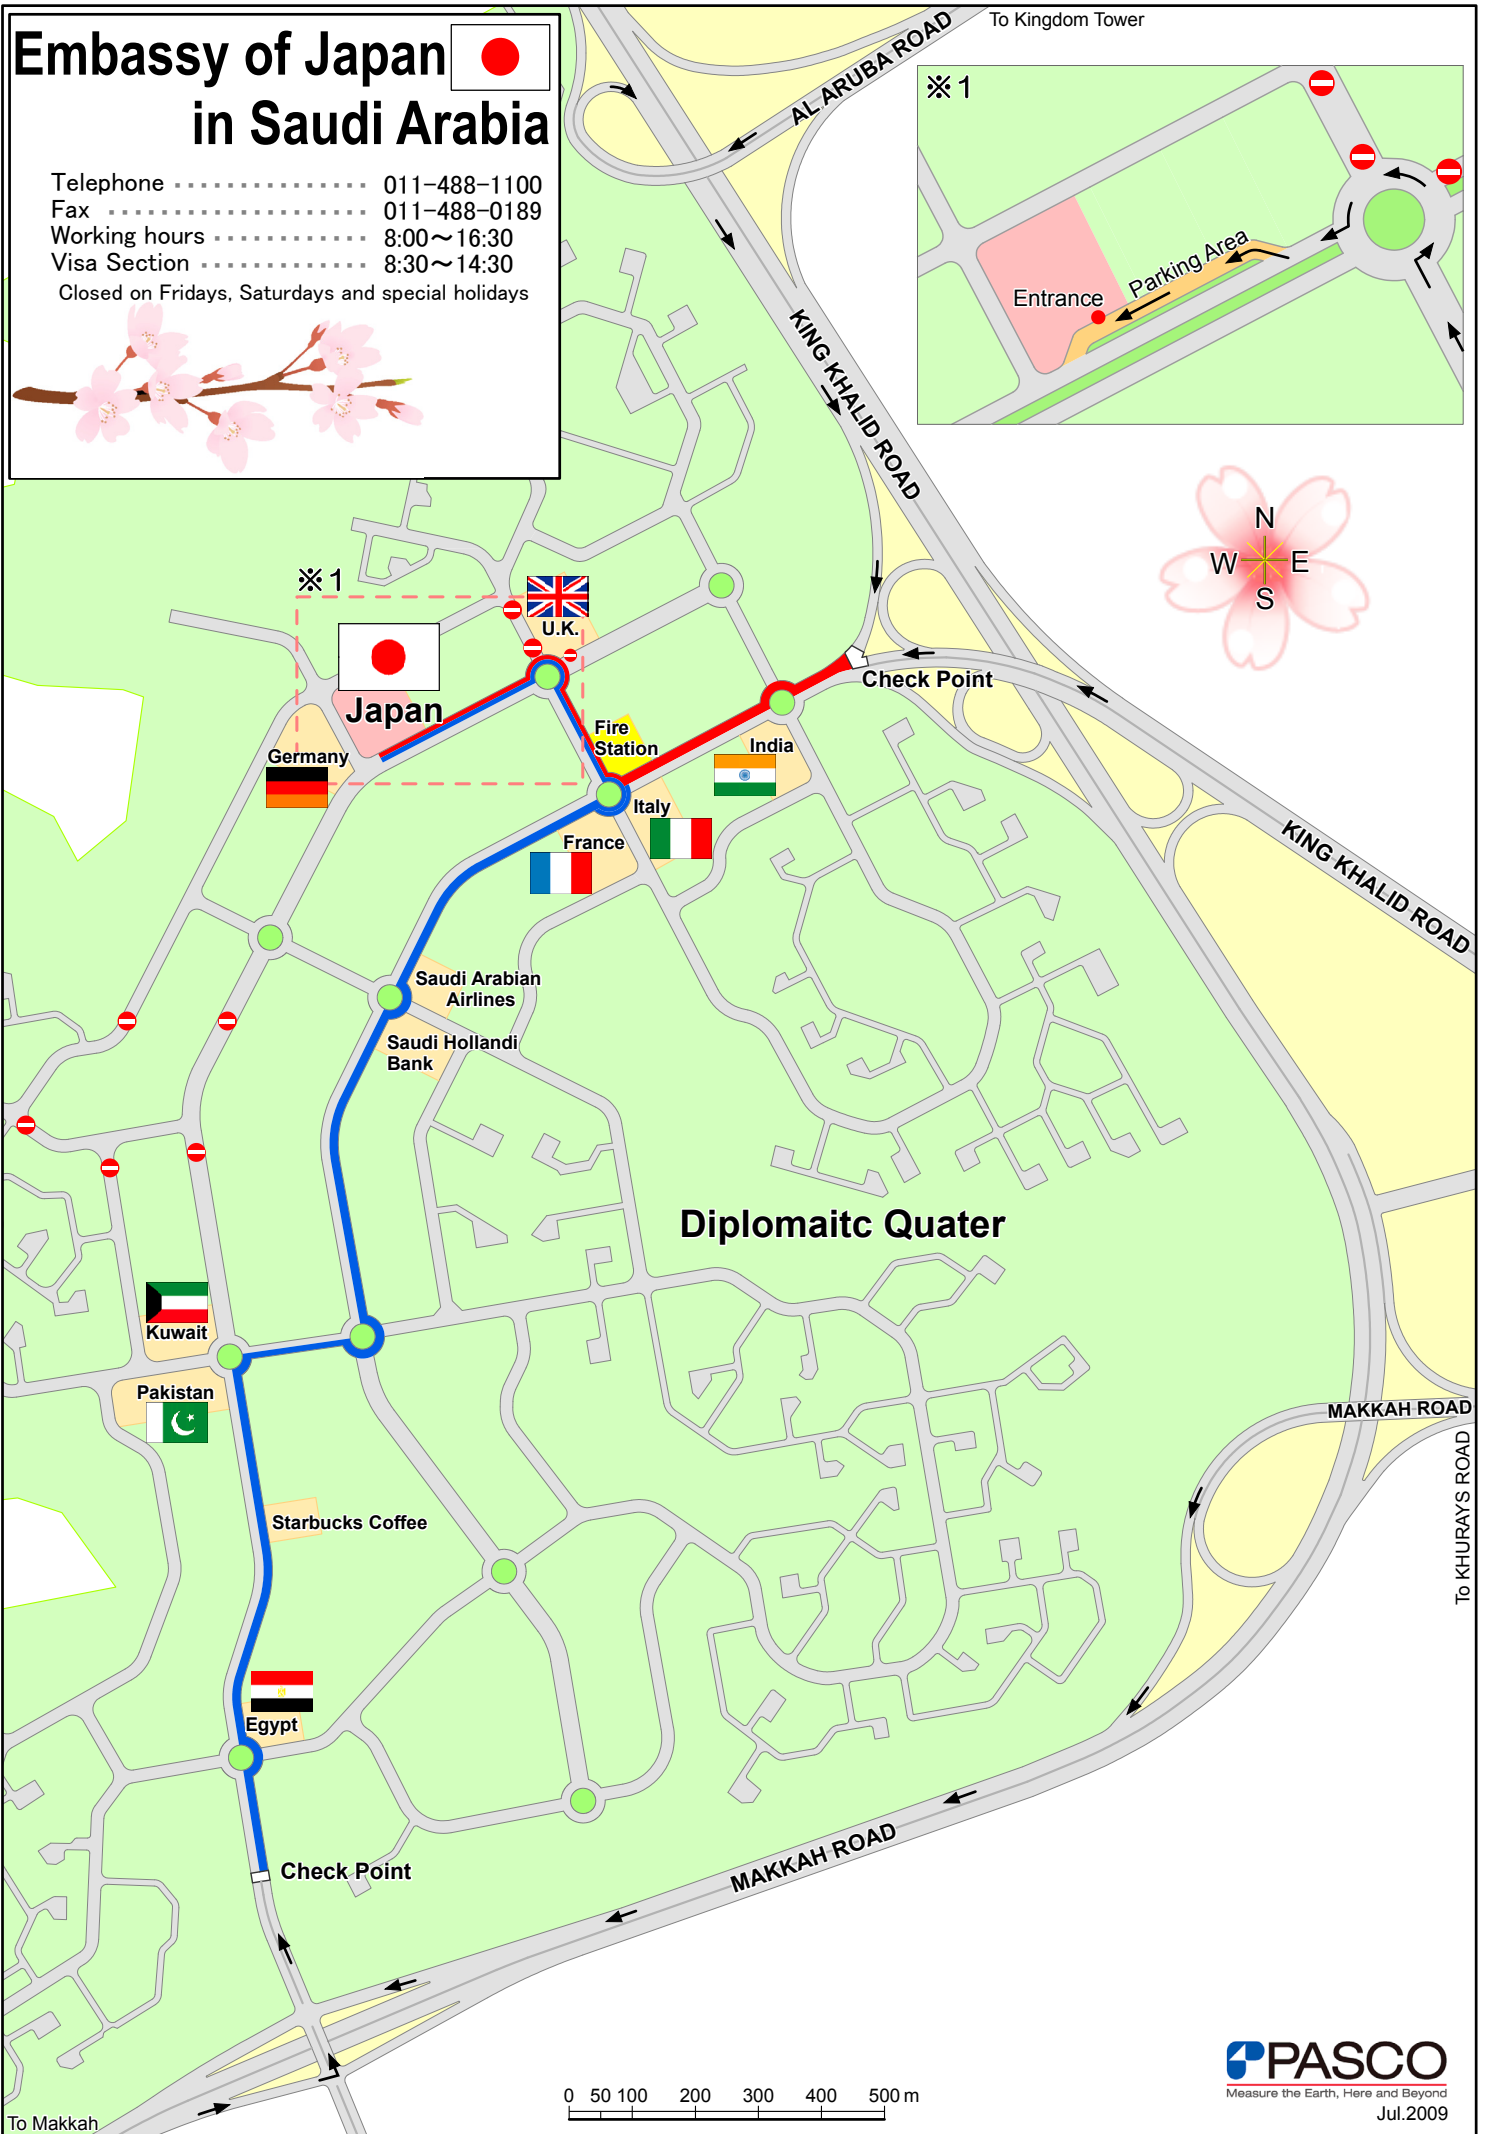 Embassy of Japan
in Saudi Arabia
Telephone ·············· 011-488-1100
Fax ··················· 011-488-0189
Working hours ··········· 8:00～16:30
Visa Section ············ 8:30～14:30
Closed on Fridays, Saturdays and special holidays
To Kingdom Tower
AL ARUBA ROAD
※1
Parking Area
Entrance
KING KHALID ROAD
N
W E
S
※1
U.K.
Japan
Check Point
Fire
Station
India
Germany
Italy
France
KING KHALID ROAD
Saudi Arabian
Airlines
Saudi Hollandi
Bank
Diplomaitc Quater
Kuwait
Pakistan
MAKKAH ROAD
To KHURAYS ROAD
Starbucks Coffee
Egypt
Check Point
MAKKAH ROAD
To Makkah
0 50 100 200 300 400 500 m
PASCO
Measure the Earth, Here and Beyond
Jul.2009